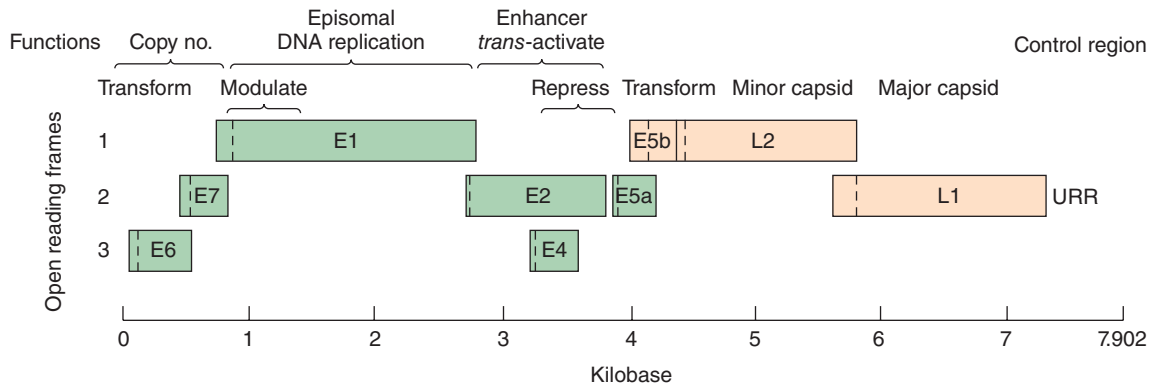 Functions Copy no. Episomal DNA replication Enhancer trans-activate Control region
Transform Modulate Repress Transform Minor capsid Major capsid
Open reading frames
1 E1 E5b L2
2 E7 E2 E5a L1 URR
3 E6 E4
0 1 2 3 4 5 6 7 7.902
Kilobase